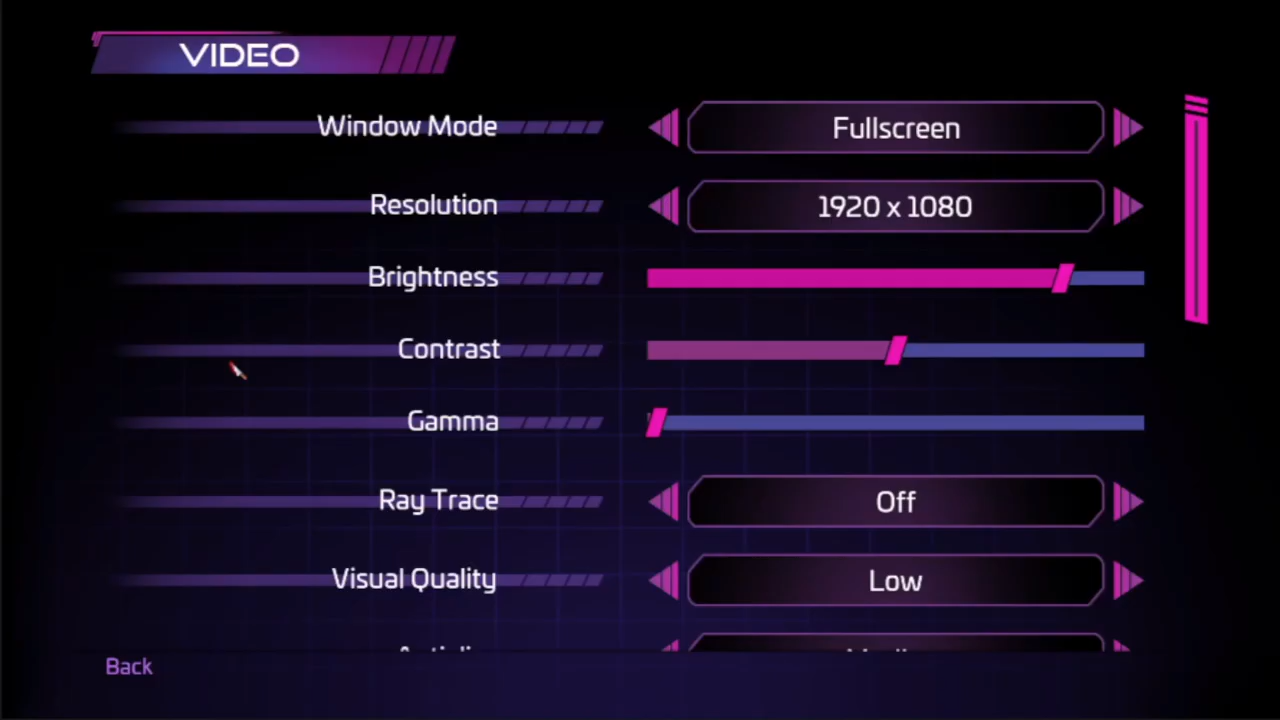 VIDEO
Window Mode
Fullscreen
Resolution
1920 x 1080
Brightness
Contrast
Gamma
Ray Trace
Off
Visual Quality
Low
Back